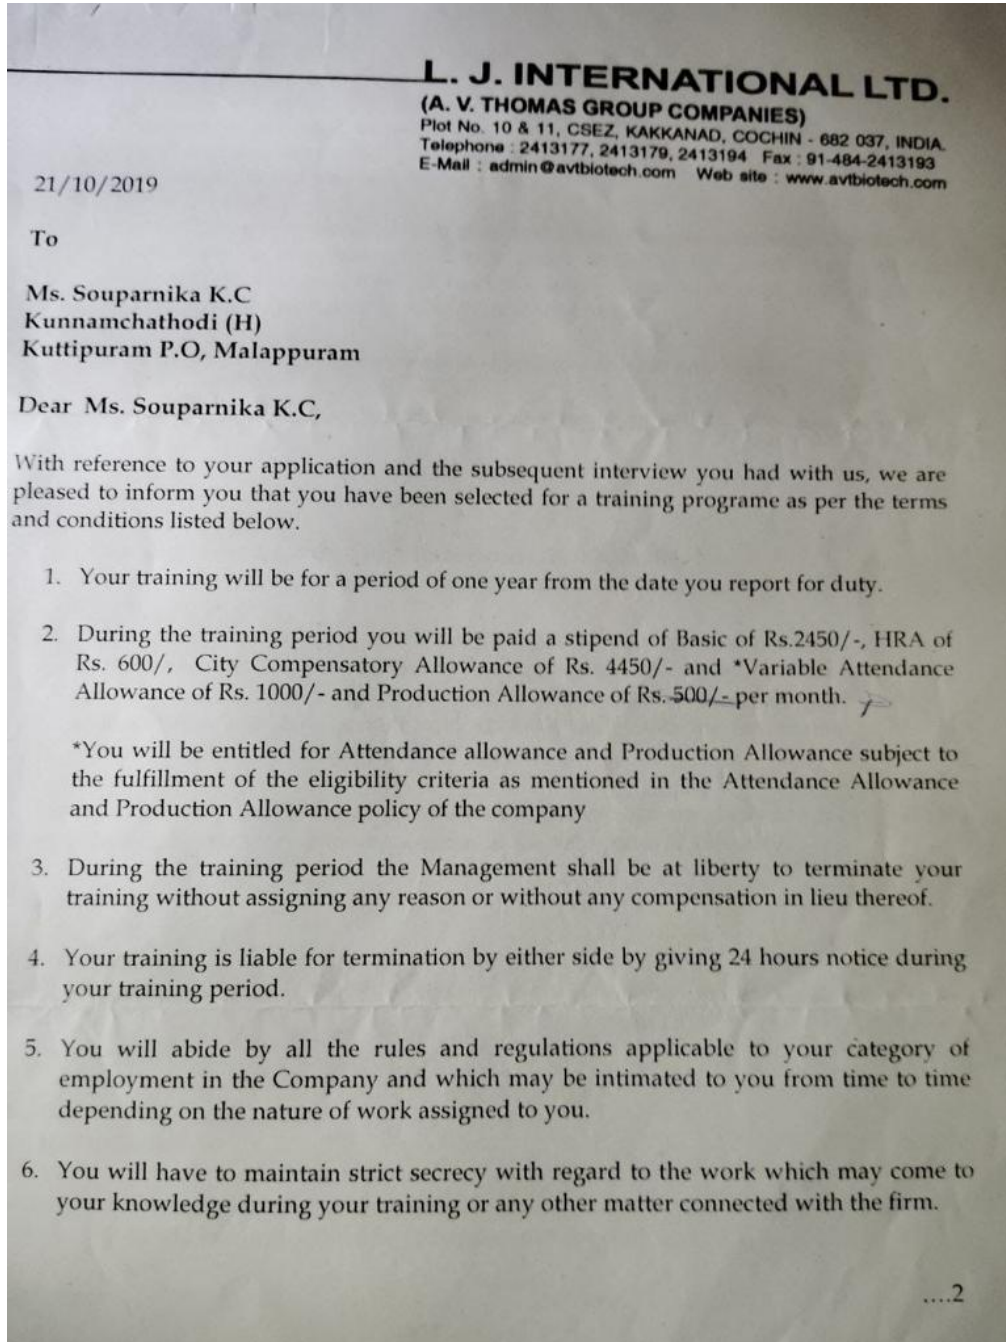 L. J. INTERNATIONAL LTD.
(A. V. THOMAS GROUP COMPANIES)
Plot No. 10 & 11, CSEZ, KAKKANAD, COCHIN - 682 037, INDIA.
Telephone : 2413177, 2413179, 2413194 Fax : 91-484-2413193
E-Mail : admin@avtbiotech.com Web site : www.avtbiotech.com
21/10/2019
To
Ms. Souparnika K.C
Kunnamchathodi (H)
Kuttipuram P.O, Malappuram
Dear Ms. Souparnika K.C,
With reference to your application and the subsequent interview you had with us, we are
pleased to inform you that you have been selected for a training programe as per the terms
and conditions listed below.
1. Your training will be for a period of one year from the date you report for duty.
2. During the training period you will be paid a stipend of Basic of Rs.2450/-, HRA of
Rs. 600/, City Compensatory Allowance of Rs. 4450/- and *Variable Attendance
Allowance of Rs. 1000/- and Production Allowance of Rs. 500/- per month.
*You will be entitled for Attendance allowance and Production Allowance subject to
the fulfillment of the eligibility criteria as mentioned in the Attendance Allowance
and Production Allowance policy of the company
3. During the training period the Management shall be at liberty to terminate your
training without assigning any reason or without any compensation in lieu thereof.
4. Your training is liable for termination by either side by giving 24 hours notice during
your training period.
5. You will abide by all the rules and regulations applicable to your category of
employment in the Company and which may be intimated to you from time to time
depending on the nature of work assigned to you.
6. You will have to maintain strict secrecy with regard to the work which may come to
your knowledge during your training or any other matter connected with the firm.
....2